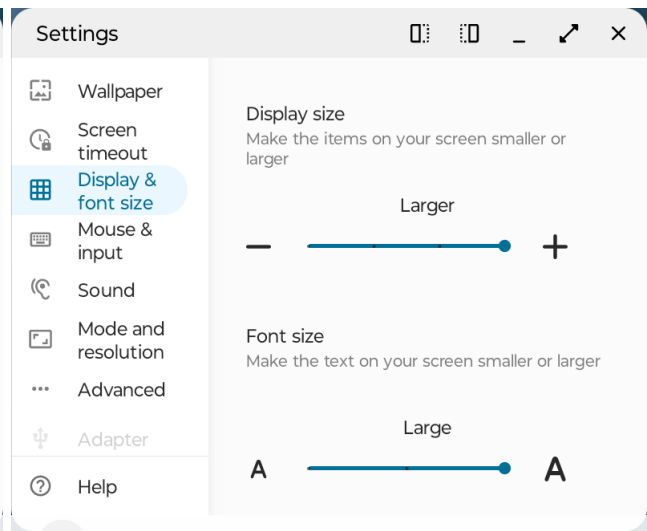 Settings
Wallpaper
Screen
timeout
Display &
font size
Mouse &
input
Sound
Mode and
resolution
Advanced
Adapter
Help
Display size
Make the items on your screen smaller or
larger
Larger
Font size
Make the text on your screen smaller or larger
Large
A A